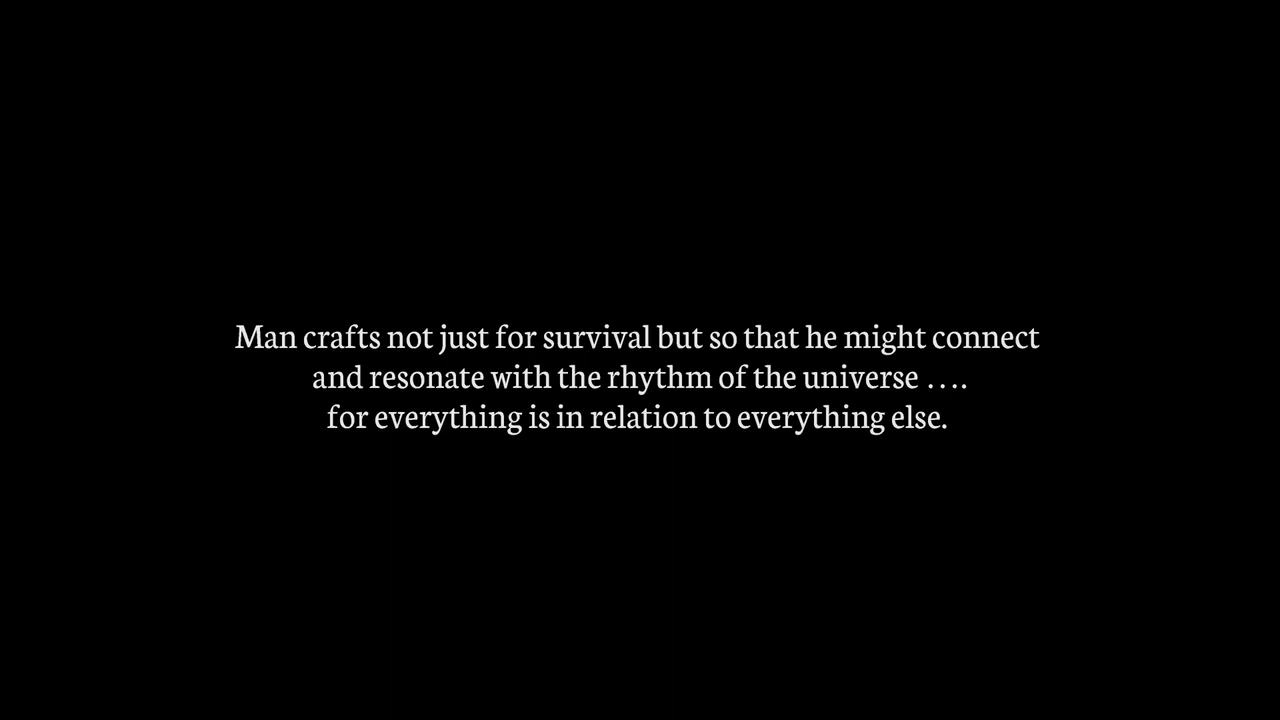 Man crafts not just for survival but so that he might connect
and resonate with the rhythm of the universe ....
for everything is in relation to everything else.